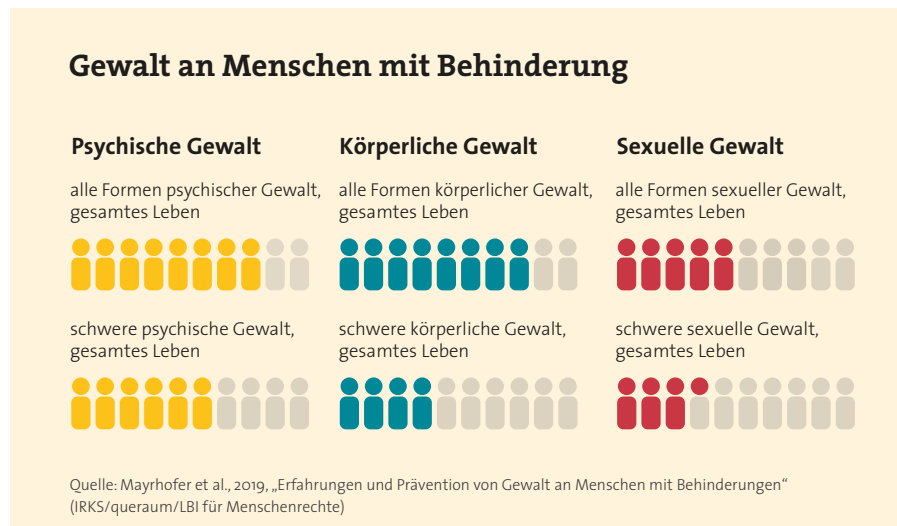 Gewalt an Menschen mit Behinderung
Psychische Gewalt
alle Formen psychischer Gewalt,
gesamtes Leben
schwere psychische Gewalt,
gesamtes Leben
Körperliche Gewalt
alle Formen körperlicher Gewalt,
gesamtes Leben
schwere körperliche Gewalt,
gesamtes Leben
Sexuelle Gewalt
alle Formen sexueller Gewalt,
gesamtes Leben
schwere sexuelle Gewalt,
gesamtes Leben
Quelle: Mayrhofer et al., 2019, „Erfahrungen und Prävention von Gewalt an Menschen mit Behinderungen“
(IRKS/queraum/LBI für Menschenrechte)